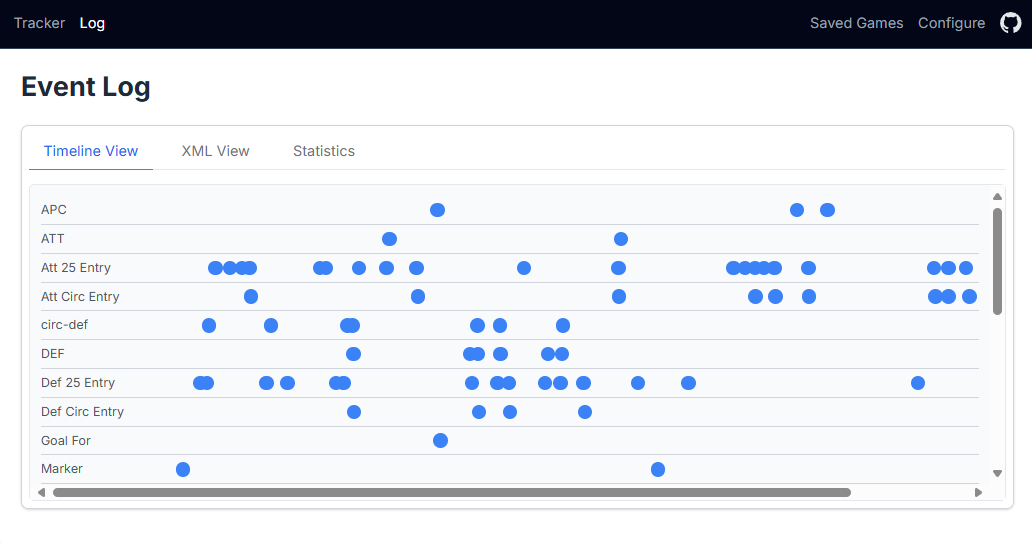 Tracker Log Saved Games Configure
Event Log
Timeline View XML View Statistics
APC
ATT
Att 25 Entry
Att Circ Entry
circ-def
DEF
Def 25 Entry
Def Circ Entry
Goal For
Marker